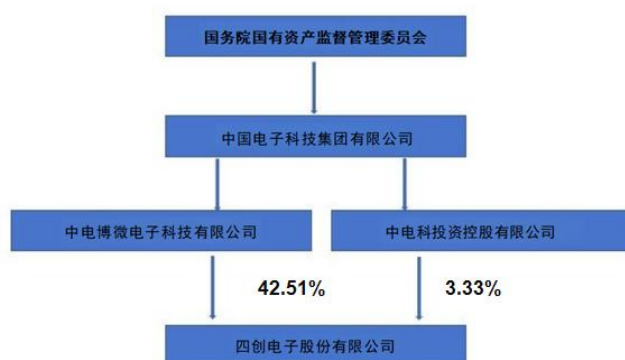 国务院国有资产监督管理委员会
中国电子科技集团有限公司
中电博微电子科技有限公司
中电科投资控股有限公司
42.51%
3.33%
四创电子股份有限公司